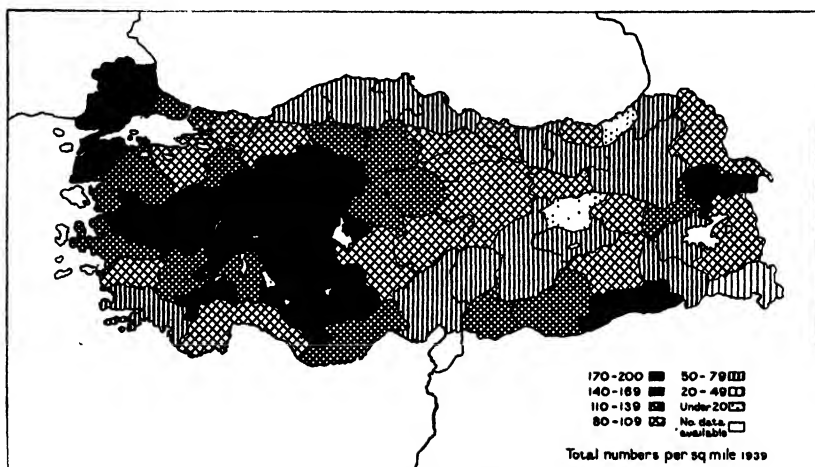 170-200
140-169
110-139
80-109
50-79
20-49
Under 20
No data
available
Total numbers per sq mile 1939